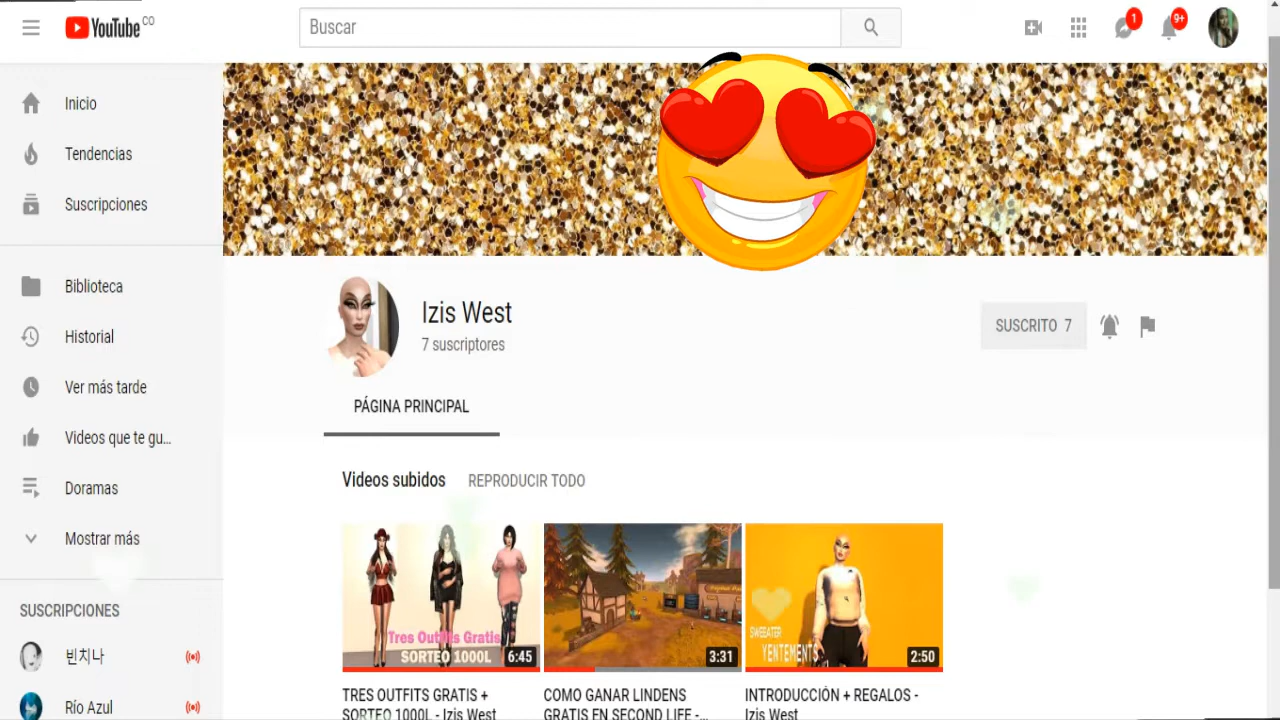 YouTube CO
Buscar
1
9+
Inicio
Tendencias
Suscripciones
Biblioteca
Historial
Ver más tarde
Videos que te gu...
Doramas
Mostrar más
SUSCRIPCIONES
빈치나
Río Azul
Izis West
7 suscriptores
SUSCRITO 7
PÁGINA PRINCIPAL
Videos subidos
REPRODUCIR TODO
Tres Outfits Gratis
SORTEO 1000L
6:45
3:31
SWEEATER
YENTEMENTS
2:50
TRES OUTFITS GRATIS +
SORTEO 1000L - Izis West
COMO GANAR LINDENS
GRATIS EN SECOND LIFE -...
INTRODUCCIÓN + REGALOS -
Izis West